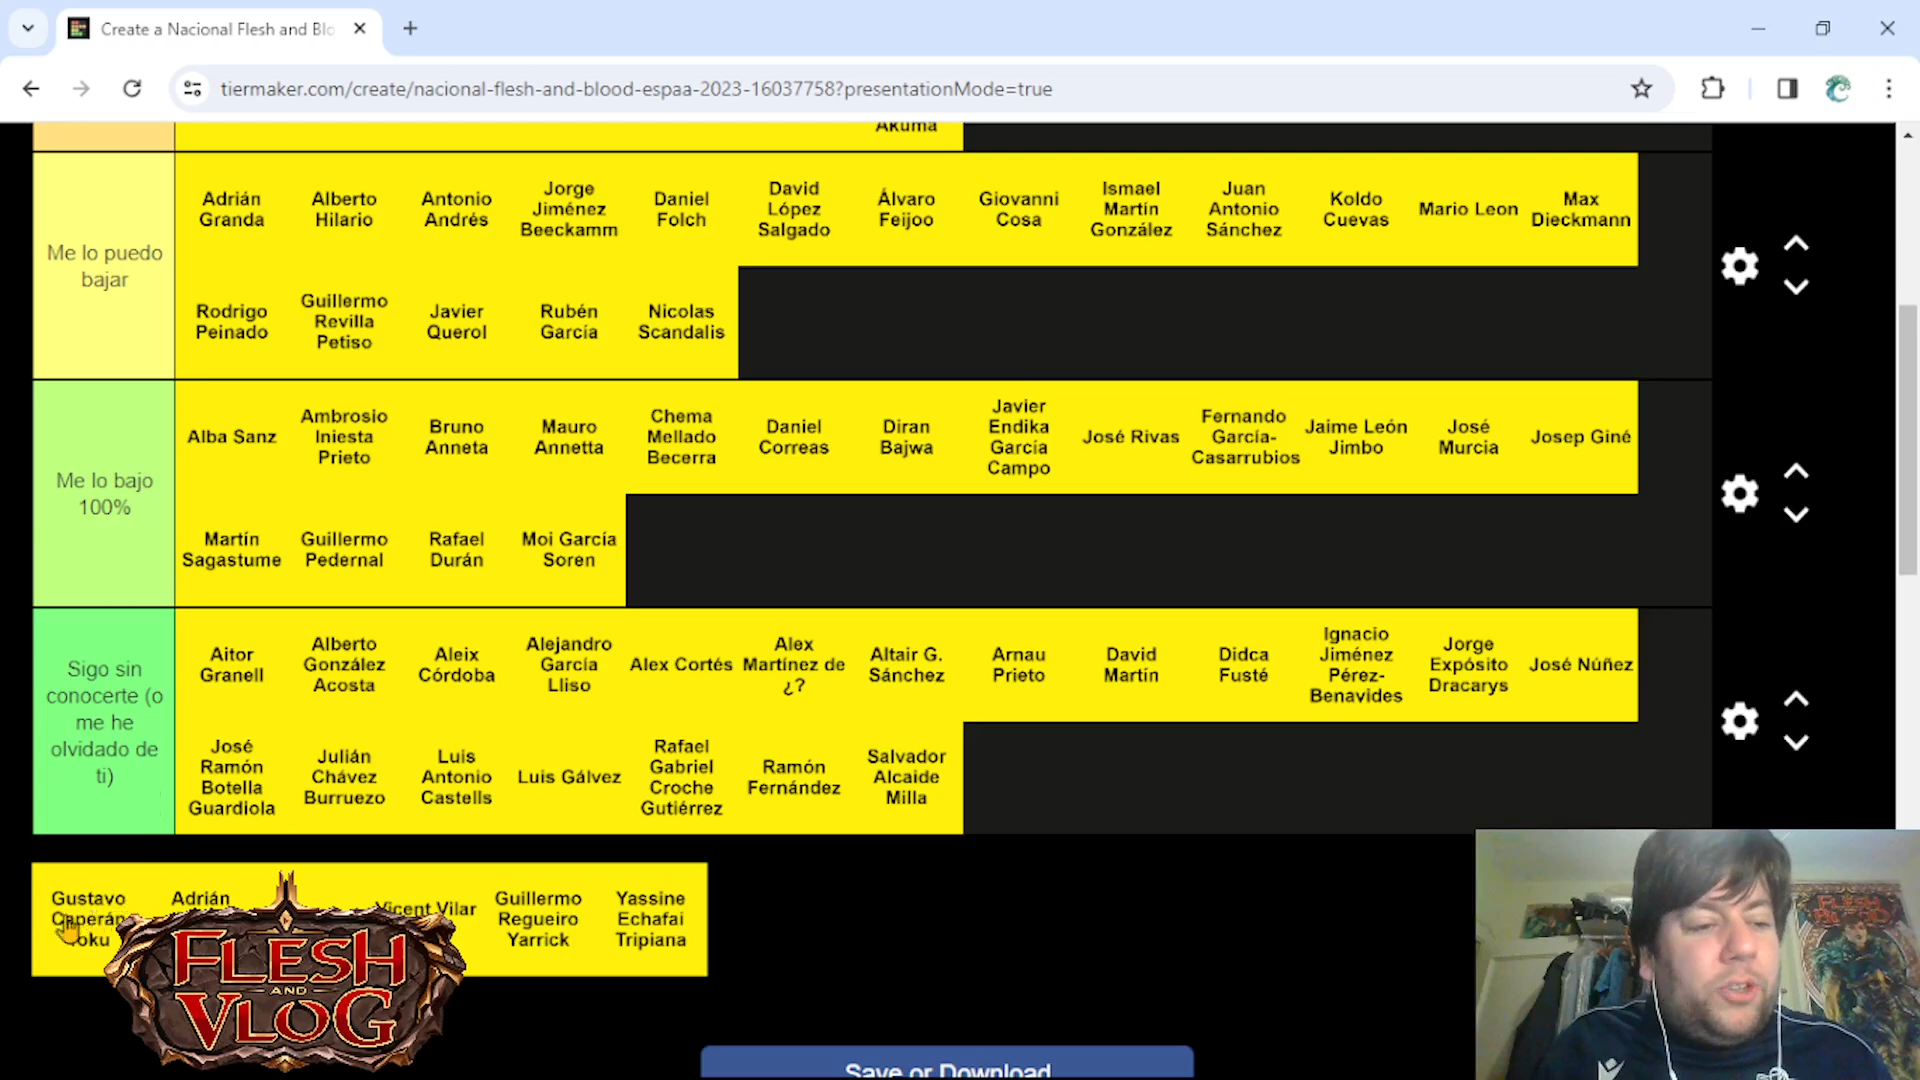 Create a Nacional Flesh and Blo
tiermaker.com/create/nacional-flesh-and-blood-espaa-2023-16037758?presentationMode=true
Akuma
Me lo puedo
bajar
Adrián
Granda
Alberto
Hilario
Antonio
Andrés
Jorge
Jiménez
Beeckamm
Daniel
Folch
David
López
Salgado
Álvaro
Feijoo
Giovanni
Cosa
Ismael
Martín
González
Juan
Antonio
Sánchez
Koldo
Cuevas
Mario Leon
Max
Dieckmann
Rodrigo
Peinado
Guillermo
Revilla
Petiso
Javier
Querol
Rubén
García
Nicolas
Scandalis
Me lo bajo
100%
Alba Sanz
Ambrosio
Iniesta
Prieto
Bruno
Anneta
Mauro
Annetta
Chema
Mellado
Becerra
Daniel
Correas
Diran
Bajwa
Javier
Endika
García
Campo
José Rivas
Fernando
García-
Casarrubios
Jaime León
Jimbo
José
Murcia
Josep Giné
Martín
Sagastume
Guillermo
Pedernal
Rafael
Durán
Moi García
Soren
Sigo sin
conocerte (o
me he
olvidado de
ti)
Aitor
Granell
Alberto
González
Acosta
Aleix
Córdoba
Alejandro
García
Lliso
Alex Cortés
Alex
Martínez de
¿?
Altair G.
Sánchez
Arnau
Prieto
David
Martín
Didca
Fusté
Ignacio
Jiménez
Pérez-
Benavides
Jorge
Expósito
Dracarys
José Núñez
José
Ramón
Botella
Guardiola
Julián
Chávez
Burruezo
Luis
Antonio
Castells
Luis Gálvez
Rafael
Gabriel
Croche
Gutiérrez
Ramón
Fernández
Salvador
Alcaide
Milla
Gustavo
Adrián
Vicent Vilar
Guillermo
Regueiro
Yarrick
Yassine
Echafai
Tripiana
FLESH
AND
VLOG
Save or Download
FLESH